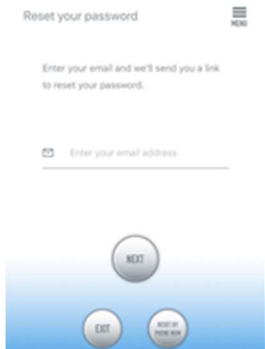 Reset your password
MENU
Enter your email and we'll send you a link
to reset your password.
Enter your email address
NEXT
EXIT
RESET BY
PHONE NUM